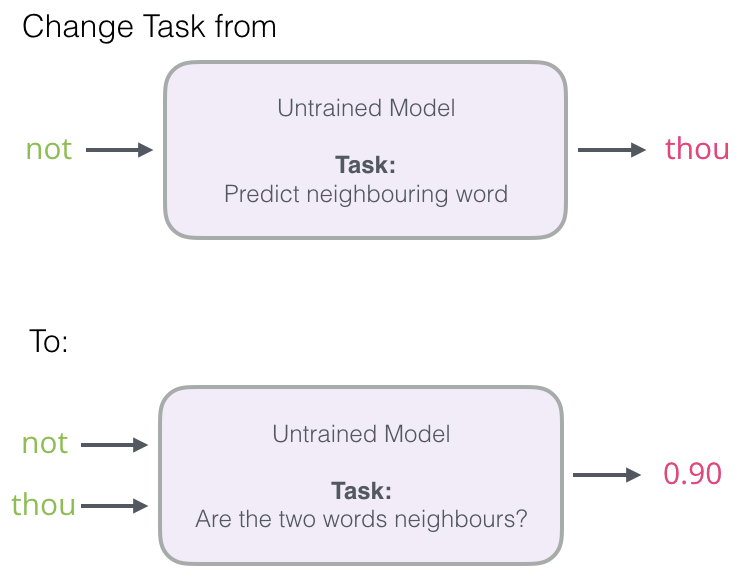 Change Task from
Untrained Model
not
Task:
thou
Predict neighbouring word
To:
not
Untrained Model
thou
Task:
Are the two words neighbours?
0.90